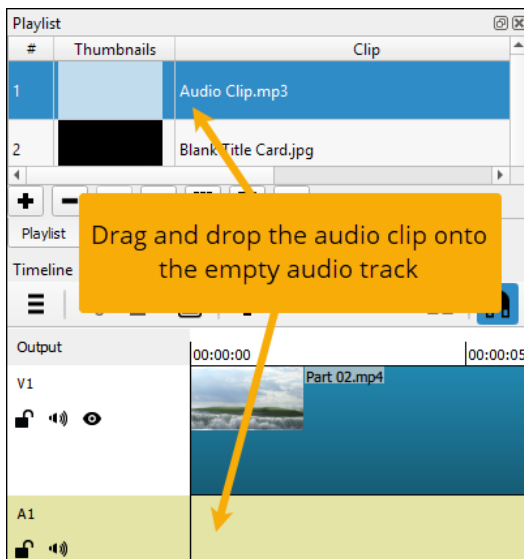 Playlist
# Thumbnails Clip
1 Audio Clip.mp3
2 Blank Title Card.jpg
Playlist
Drag and drop the audio clip onto
the empty audio track
Timeline
Output 00:00:00 00:00:05
V1 Part 02.mp4
A1